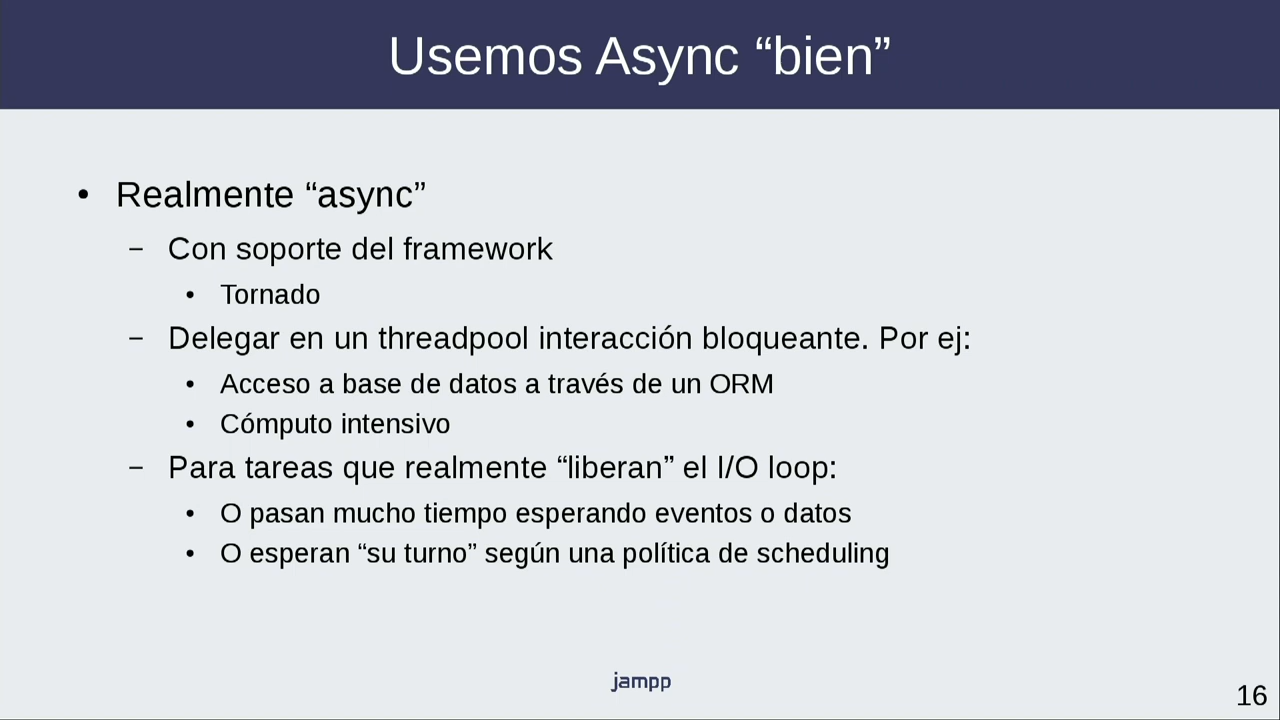 Usemos Async “bien”
• Realmente “async”
– Con soporte del framework
• Tornado
– Delegar en un threadpool interacción bloqueante. Por ej:
• Acceso a base de datos a través de un ORM
• Cómputo intensivo
– Para tareas que realmente “liberan” el I/O loop:
• O pasan mucho tiempo esperando eventos o datos
• O esperan “su turno” según una política de scheduling
jampp
16